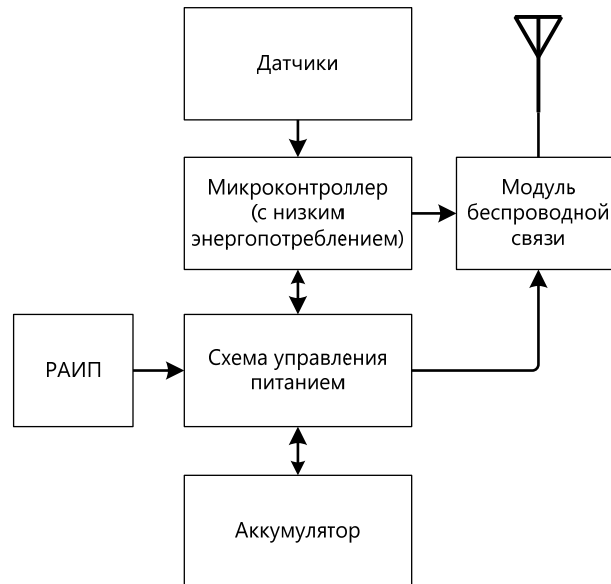 Датчики
Микроконтроллер
(с низким
энергопотреблением)
Модуль
беспроводной
связи
РАИП
Схема управления
питанием
Аккумулятор